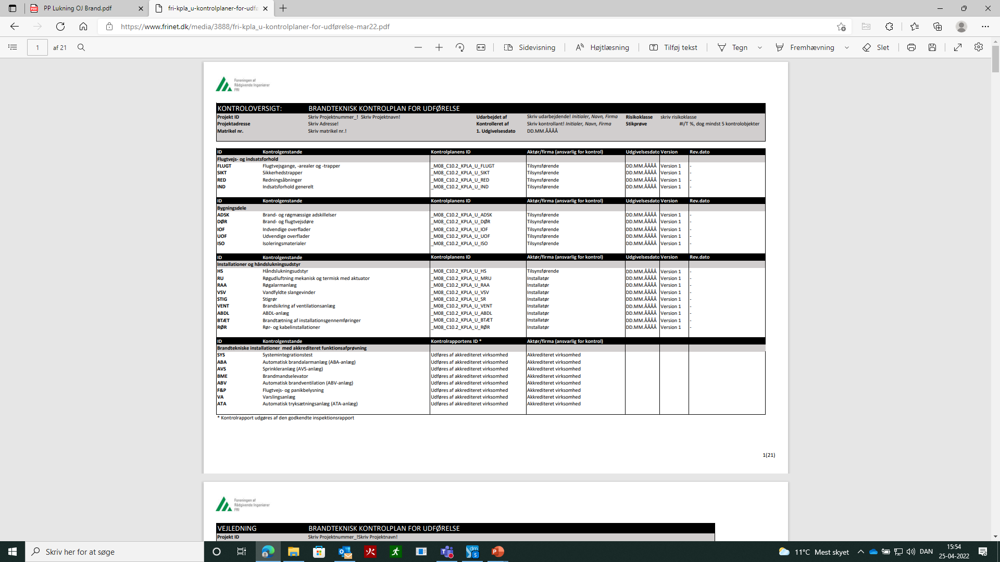 PP Lukning OJ Brand.pdf
fri-kpla_u-kontrolplaner-for-udfø
https://www.frinet.dk/media/3888/fri-kpla_u-kontrolplaner-for-udførelse-mar22.pdf
1 af 21 Sidevisning Højtlæsning Tilføj tekst Tegn Fremhævning Slet
Foreningen af
Rådgivende Ingeniører
FRI
KONTROLOVERSIGT: BRANDTEKNISK KONTROLPLAN FOR UDFØRELSE
Projekt ID Skriv Projektnummer_! Skriv Projektnavn! Udarbejdet af Skriv udarbejdende! Initialer, Navn, Firma Risikoklasse skriv risikoklasse
Projektadresse Skriv Adresse! Kontrolleret af Skriv kontrollant! Initialer, Navn, Firma Stikprøve #I/T %, dog mindst 5 kontrolobjekter
Matrikel nr. Skriv matrikel nr.! 1. Udgivelsesdato DD.MM.ÅÅÅÅ
ID Kontrolgenstande Kontrolplanens ID Aktør/firma (ansvarlig for kontrol) Udgivelsesdato Version Rev.dato
Flugtvejs- og indsatsforhold
FLUGT Flugtvejsgange, -arealer og -trapper _M08_C10.2_KPLA_U_FLUGT Tilsynsførende DD.MM.ÅÅÅÅ Version 1 -
SIKT Sikkerhedstrapper _M08_C10.2_KPLA_U_SIKT Tilsynsførende DD.MM.ÅÅÅÅ Version 1 -
RED Redningsåbninger _M08_C10.2_KPLA_U_RED Tilsynsførende DD.MM.ÅÅÅÅ Version 1 -
IND Indsatsforhold generelt _M08_C10.2_KPLA_U_IND Tilsynsførende DD.MM.ÅÅÅÅ Version 1 -
ID Kontrolgenstande Kontrolplanens ID Aktør/firma (ansvarlig for kontrol) Udgivelsesdato Version Rev.dato
Bygningsdele
ADSK Brand- og røgmæssige adskillelser _M08_C10.2_KPLA_U_ADSK Tilsynsførende DD.MM.ÅÅÅÅ Version 1 -
DØR Brand- og flugtvejsdøre _M08_C10.2_KPLA_U_DØR Tilsynsførende DD.MM.ÅÅÅÅ Version 1 -
IOF Indvendige overflader _M08_C10.2_KPLA_U_IOF Tilsynsførende DD.MM.ÅÅÅÅ Version 1 -
UOF Udvendige overflader _M08_C10.2_KPLA_U_UOF Tilsynsførende DD.MM.ÅÅÅÅ Version 1 -
ISO Isoleringsmaterialer _M08_C10.2_KPLA_U_ISO Tilsynsførende DD.MM.ÅÅÅÅ Version 1 -
ID Kontrolgenstande Kontrolplanens ID Aktør/firma (ansvarlig for kontrol) Udgivelsesdato Version Rev.dato
Installationer og håndslukningsudstyr
HS Håndslukningsudstyr _M08_C10.2_KPLA_U_HS Tilsynsførende DD.MM.ÅÅÅÅ Version 1 -
RU Røgudluftning mekanisk og termisk med aktuator _M08_C10.2_KPLA_U_MRU Installatør DD.MM.ÅÅÅÅ Version 1 -
RAA Røgalarmanlæg _M08_C10.2_KPLA_U_RAA Installatør DD.MM.ÅÅÅÅ Version 1 -
VSV Vandfyldte slangevinder _M08_C10.2_KPLA_U_VSV Installatør DD.MM.ÅÅÅÅ Version 1 -
STIG Stigrør _M08_C10.2_KPLA_U_SR Installatør DD.MM.ÅÅÅÅ Version 1 -
VENT Brandsikring af ventilationsanlæg _M08_C10.2_KPLA_U_VENT Installatør DD.MM.ÅÅÅÅ Version 1 -
ABDL ABDL-anlæg _M08_C10.2_KPLA_U_ABDL Installatør DD.MM.ÅÅÅÅ Version 1 -
BTÆT Brandtætning af installationsgennemføringer _M08_C10.2_KPLA_U_BTÆT Installatør DD.MM.ÅÅÅÅ Version 1 -
RØR Rør- og kabelinstallationer _M08_C10.2_KPLA_U_RØR Installatør DD.MM.ÅÅÅÅ Version 1 -
ID Kontrolgenstande Kontrolrapportens ID * Aktør/firma (ansvarlig for kontrol)
Brandtekniske installationer med akkrediteret funktionsafprøvning
SYS Systemintegrationstest Udføres af akkrediteret virksomhed Akkrediteret virksomhed
ABA Automatisk brandalarmanlæg (ABA-anlæg) Udføres af akkrediteret virksomhed Akkrediteret virksomhed
AVS Sprinkleranlæg (AVS-anlæg) Udføres af akkrediteret virksomhed Akkrediteret virksomhed
BME Brandmandselevator Udføres af akkrediteret virksomhed Akkrediteret virksomhed
ABV Automatisk brandventilation (ABV-anlæg) Udføres af akkrediteret virksomhed Akkrediteret virksomhed
F&P Flugtvejs- og panikbelysning Udføres af akkrediteret virksomhed Akkrediteret virksomhed
VA Varslingsanlæg Udføres af akkrediteret virksomhed Akkrediteret virksomhed
ATA Automatisk tryksætningsanlæg (ATA-anlæg) Udføres af akkrediteret virksomhed Akkrediteret virksomhed
* Kontrolrapport udgøres af den godkendte inspektionsrapport
1(21)
Foreningen af
Rådgivende Ingeniører
FRI
VEJLEDNING BRANDTEKNISK KONTROLPLAN FOR UDFØRELSE
Projekt ID Skriv Projektnummer_!Skriv Projektnavn!
Skriv her for at søge
11°C Mest skyet DAN 15:54
25-04-2022